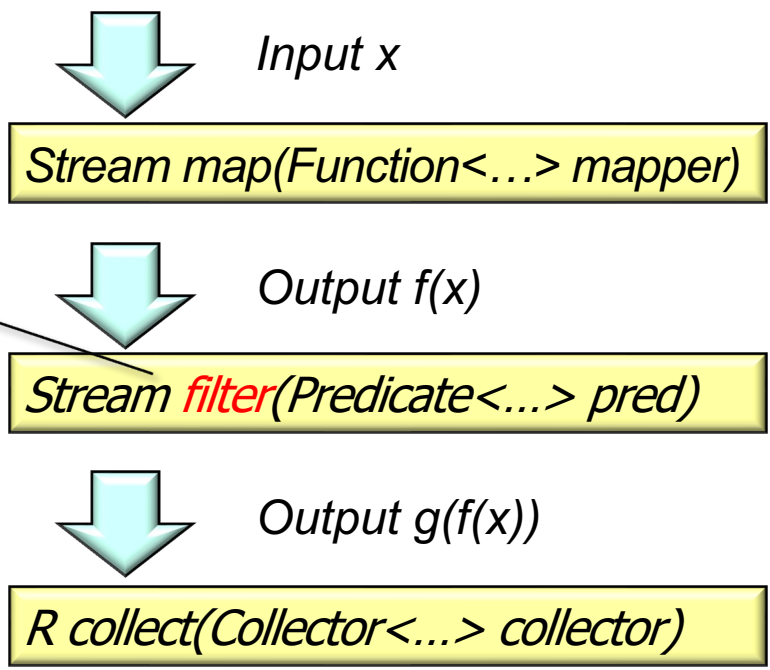 Input x
Stream map(Function<…> mapper)
Output f(x)
Stream filter(Predicate<...> pred)
Output g(f(x))
R collect(Collector<...> collector)